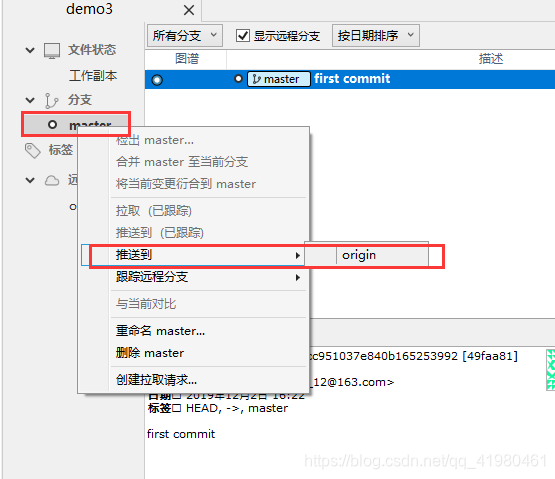 demo3
所有分支
显示远程分支
按日期排序
文件状态
图谱
描述
工作副本
master
first commit
分支
master
检出 master...
标签
合并 master 至当前分支
将当前变更衍合到 master
远
o
拉取（已跟踪）
推送到（已跟踪）
推送到
origin
跟踪远程分支
与当前对比
重命名 master...
删除 master
cc951037e840b165253992 [49faa81]
创建拉取请求...
_12@163.com>
日期□ 2019年12月2日 16:22
标签□ HEAD, ->, master
first commit
https://blog.csdn.net/qq_41980461